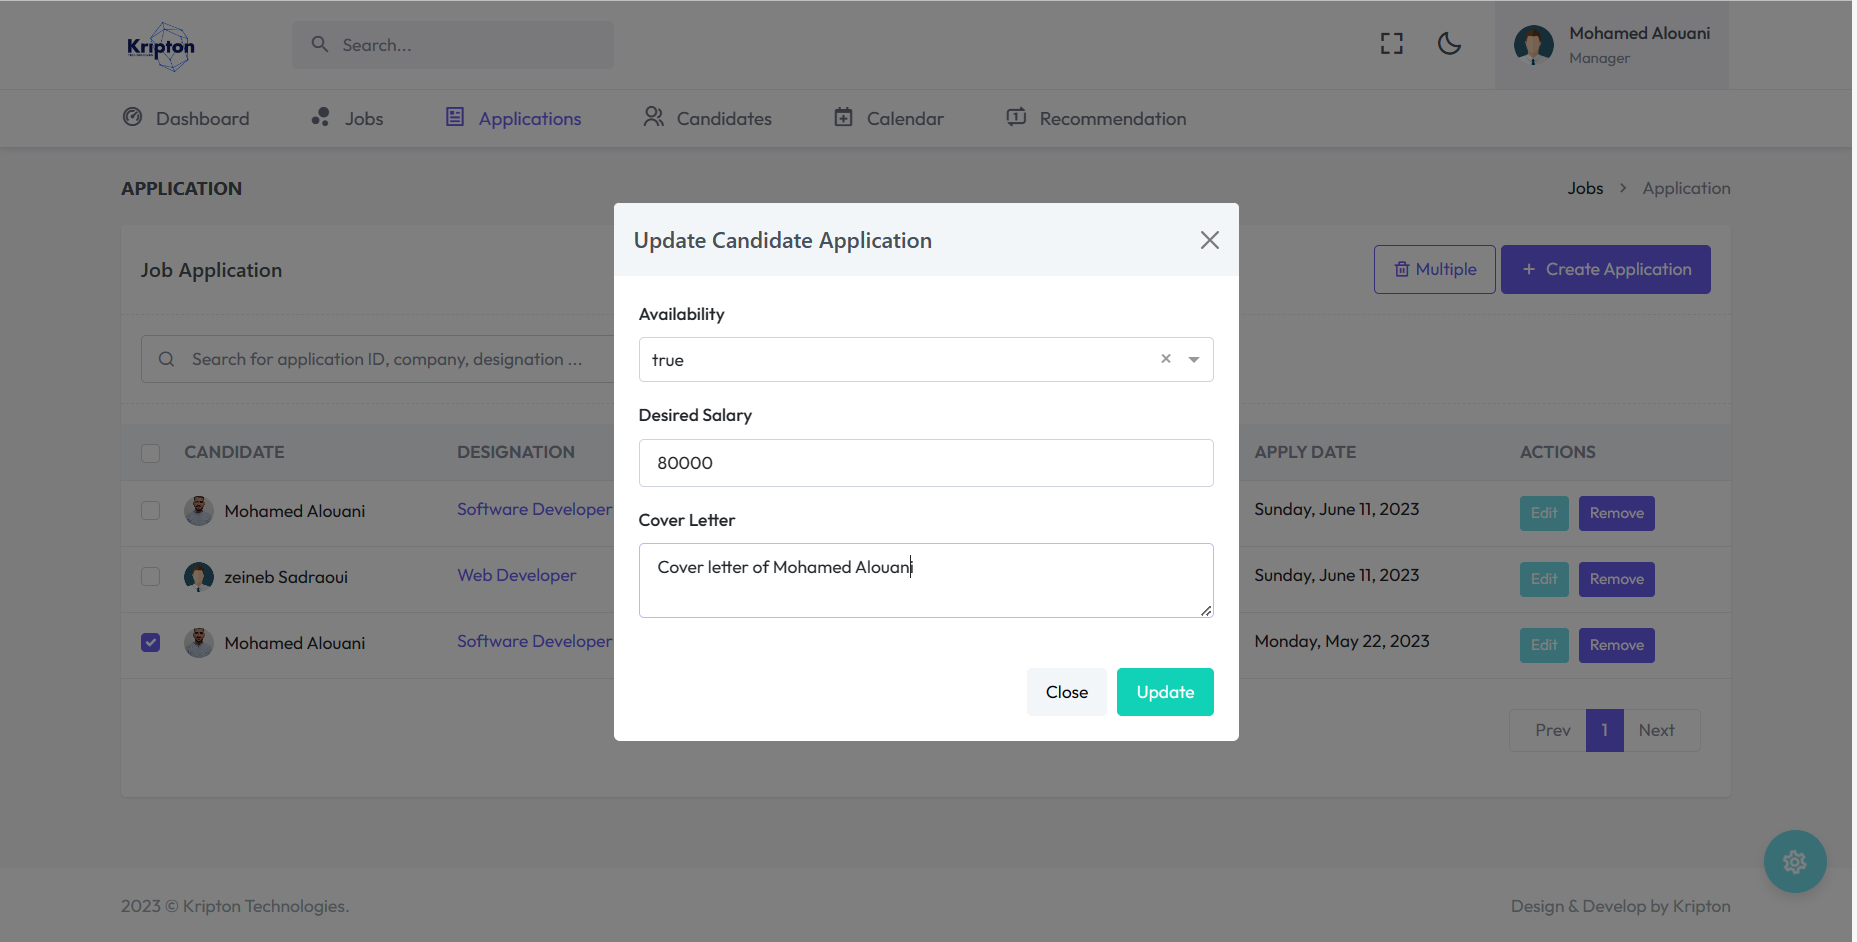 Kripton
Search...
Mohamed Alouani
Manager
Dashboard
Jobs
Applications
Candidates
Calendar
Recommendation
APPLICATION
Jobs > Application
Job Application
Multiple
+ Create Application
Search for application ID, company, designation ...
CANDIDATE DESIGNATION APPLY DATE ACTIONS
Mohamed Alouani Software Developer Sunday, June 11, 2023 Edit Remove
zeineb Sadraoui Web Developer Sunday, June 11, 2023 Edit Remove
Mohamed Alouani Software Developer Monday, May 22, 2023 Edit Remove
Prev 1 Next
Update Candidate Application
Availability
true
Desired Salary
80000
Cover Letter
Cover letter of Mohamed Alouani
Close Update
2023 © Kripton Technologies.
Design & Develop by Kripton